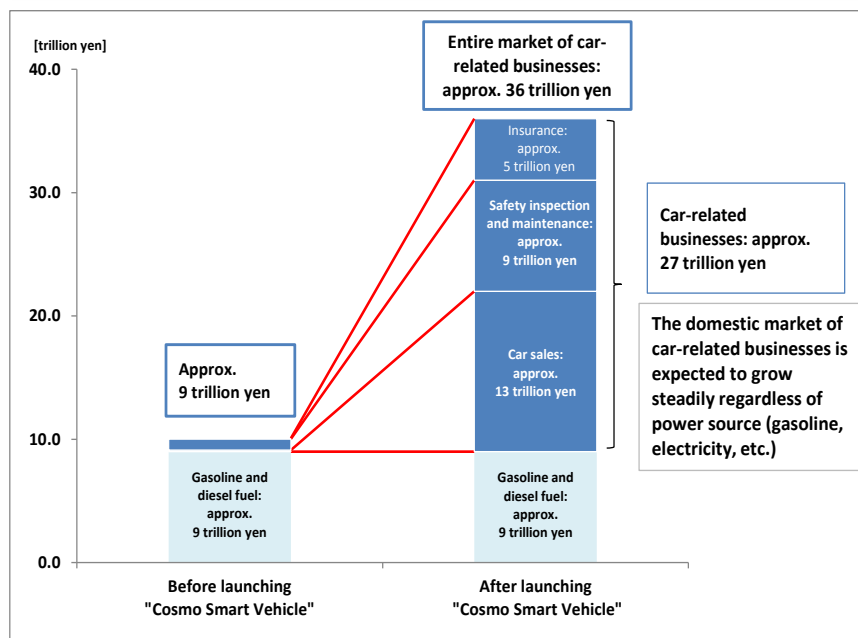 [trillion yen]
40.0
30.0
20.0
10.0
0.0
Entire market of car-
related businesses:
approx. 36 trillion yen
Insurance:
approx.
5 trillion yen
Safety inspection
and maintenance:
approx.
9 trillion yen
Car sales:
approx.
13 trillion yen
Gasoline and
diesel fuel:
approx.
9 trillion yen
Approx.
9 trillion yen
Gasoline and
diesel fuel:
approx.
9 trillion yen
Car-related
businesses: approx.
27 trillion yen
The domestic market of
car-related businesses is
expected to grow
steadily regardless of
power source (gasoline,
electricity, etc.)
Before launching
"Cosmo Smart Vehicle"
After launching
"Cosmo Smart Vehicle"